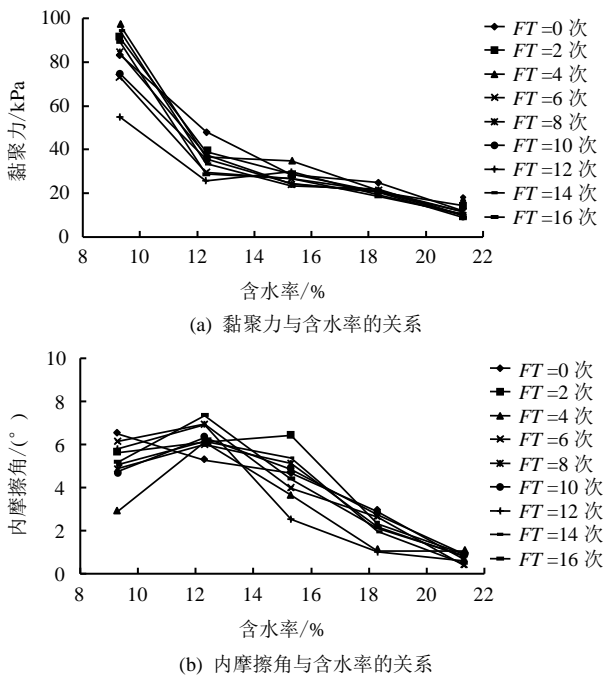 100
80
60
40
20
0
黏聚力/kPa
8 10 12 14 16 18 20 22
含水率/%
FT=0 次
FT=2 次
FT=4 次
FT=6 次
FT=8 次
FT=10 次
FT=12 次
FT=14 次
FT=16 次
(a) 黏聚力与含水率的关系
10
8
6
4
2
0
内摩擦角/(°)
8 10 12 14 16 18 20 22
含水率/%
FT=0 次
FT=2 次
FT=4 次
FT=6 次
FT=8 次
FT=10 次
FT=12 次
FT=14 次
FT=16 次
(b) 内摩擦角与含水率的关系